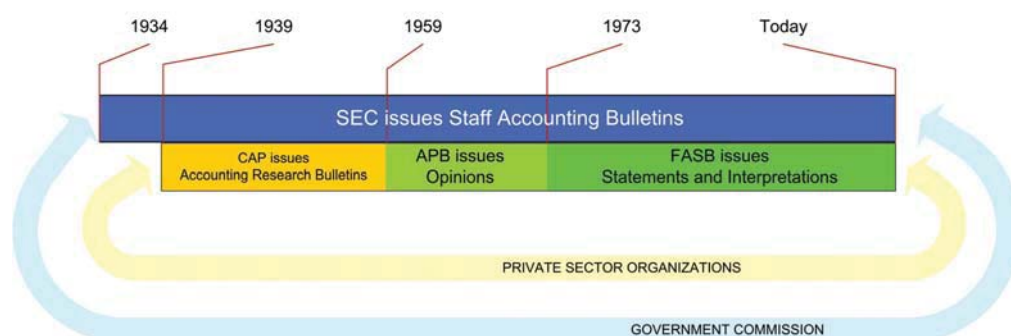 1934
1939
1959
1973
Today
SEC issues Staff Accounting Bulletins
CAP issues
Accounting Research Bulletins
APB issues
Opinions
FASB issues
Statements and Interpretations
PRIVATE SECTOR ORGANIZATIONS
GOVERNMENT COMMISSION